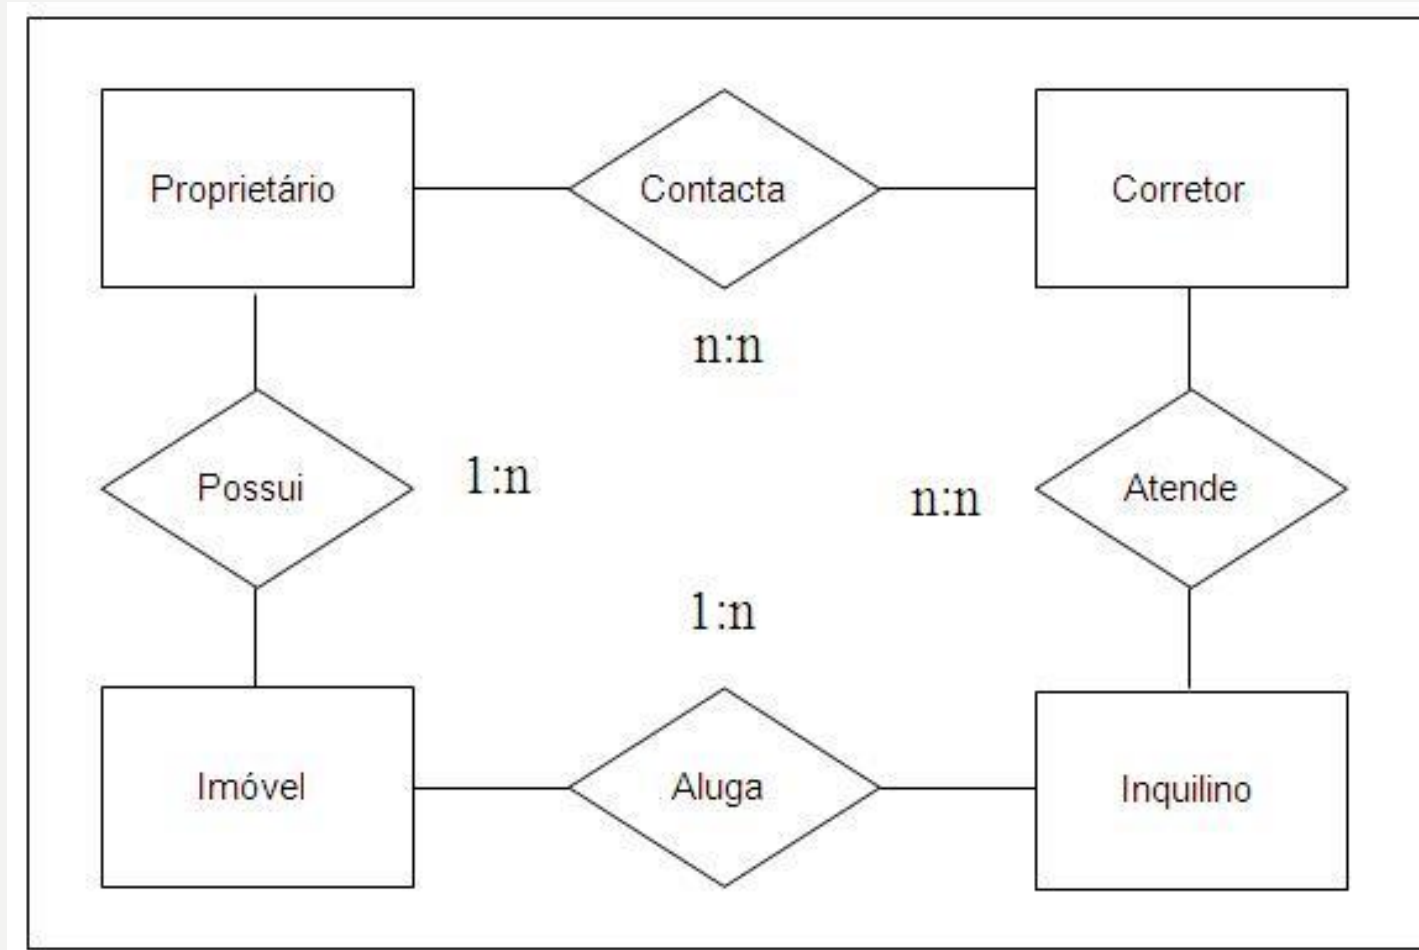 Proprietário
Contacta
Corretor
n:n
Possui
1:n
n:n
Atende
1:n
Imóvel
Aluga
Inquilino